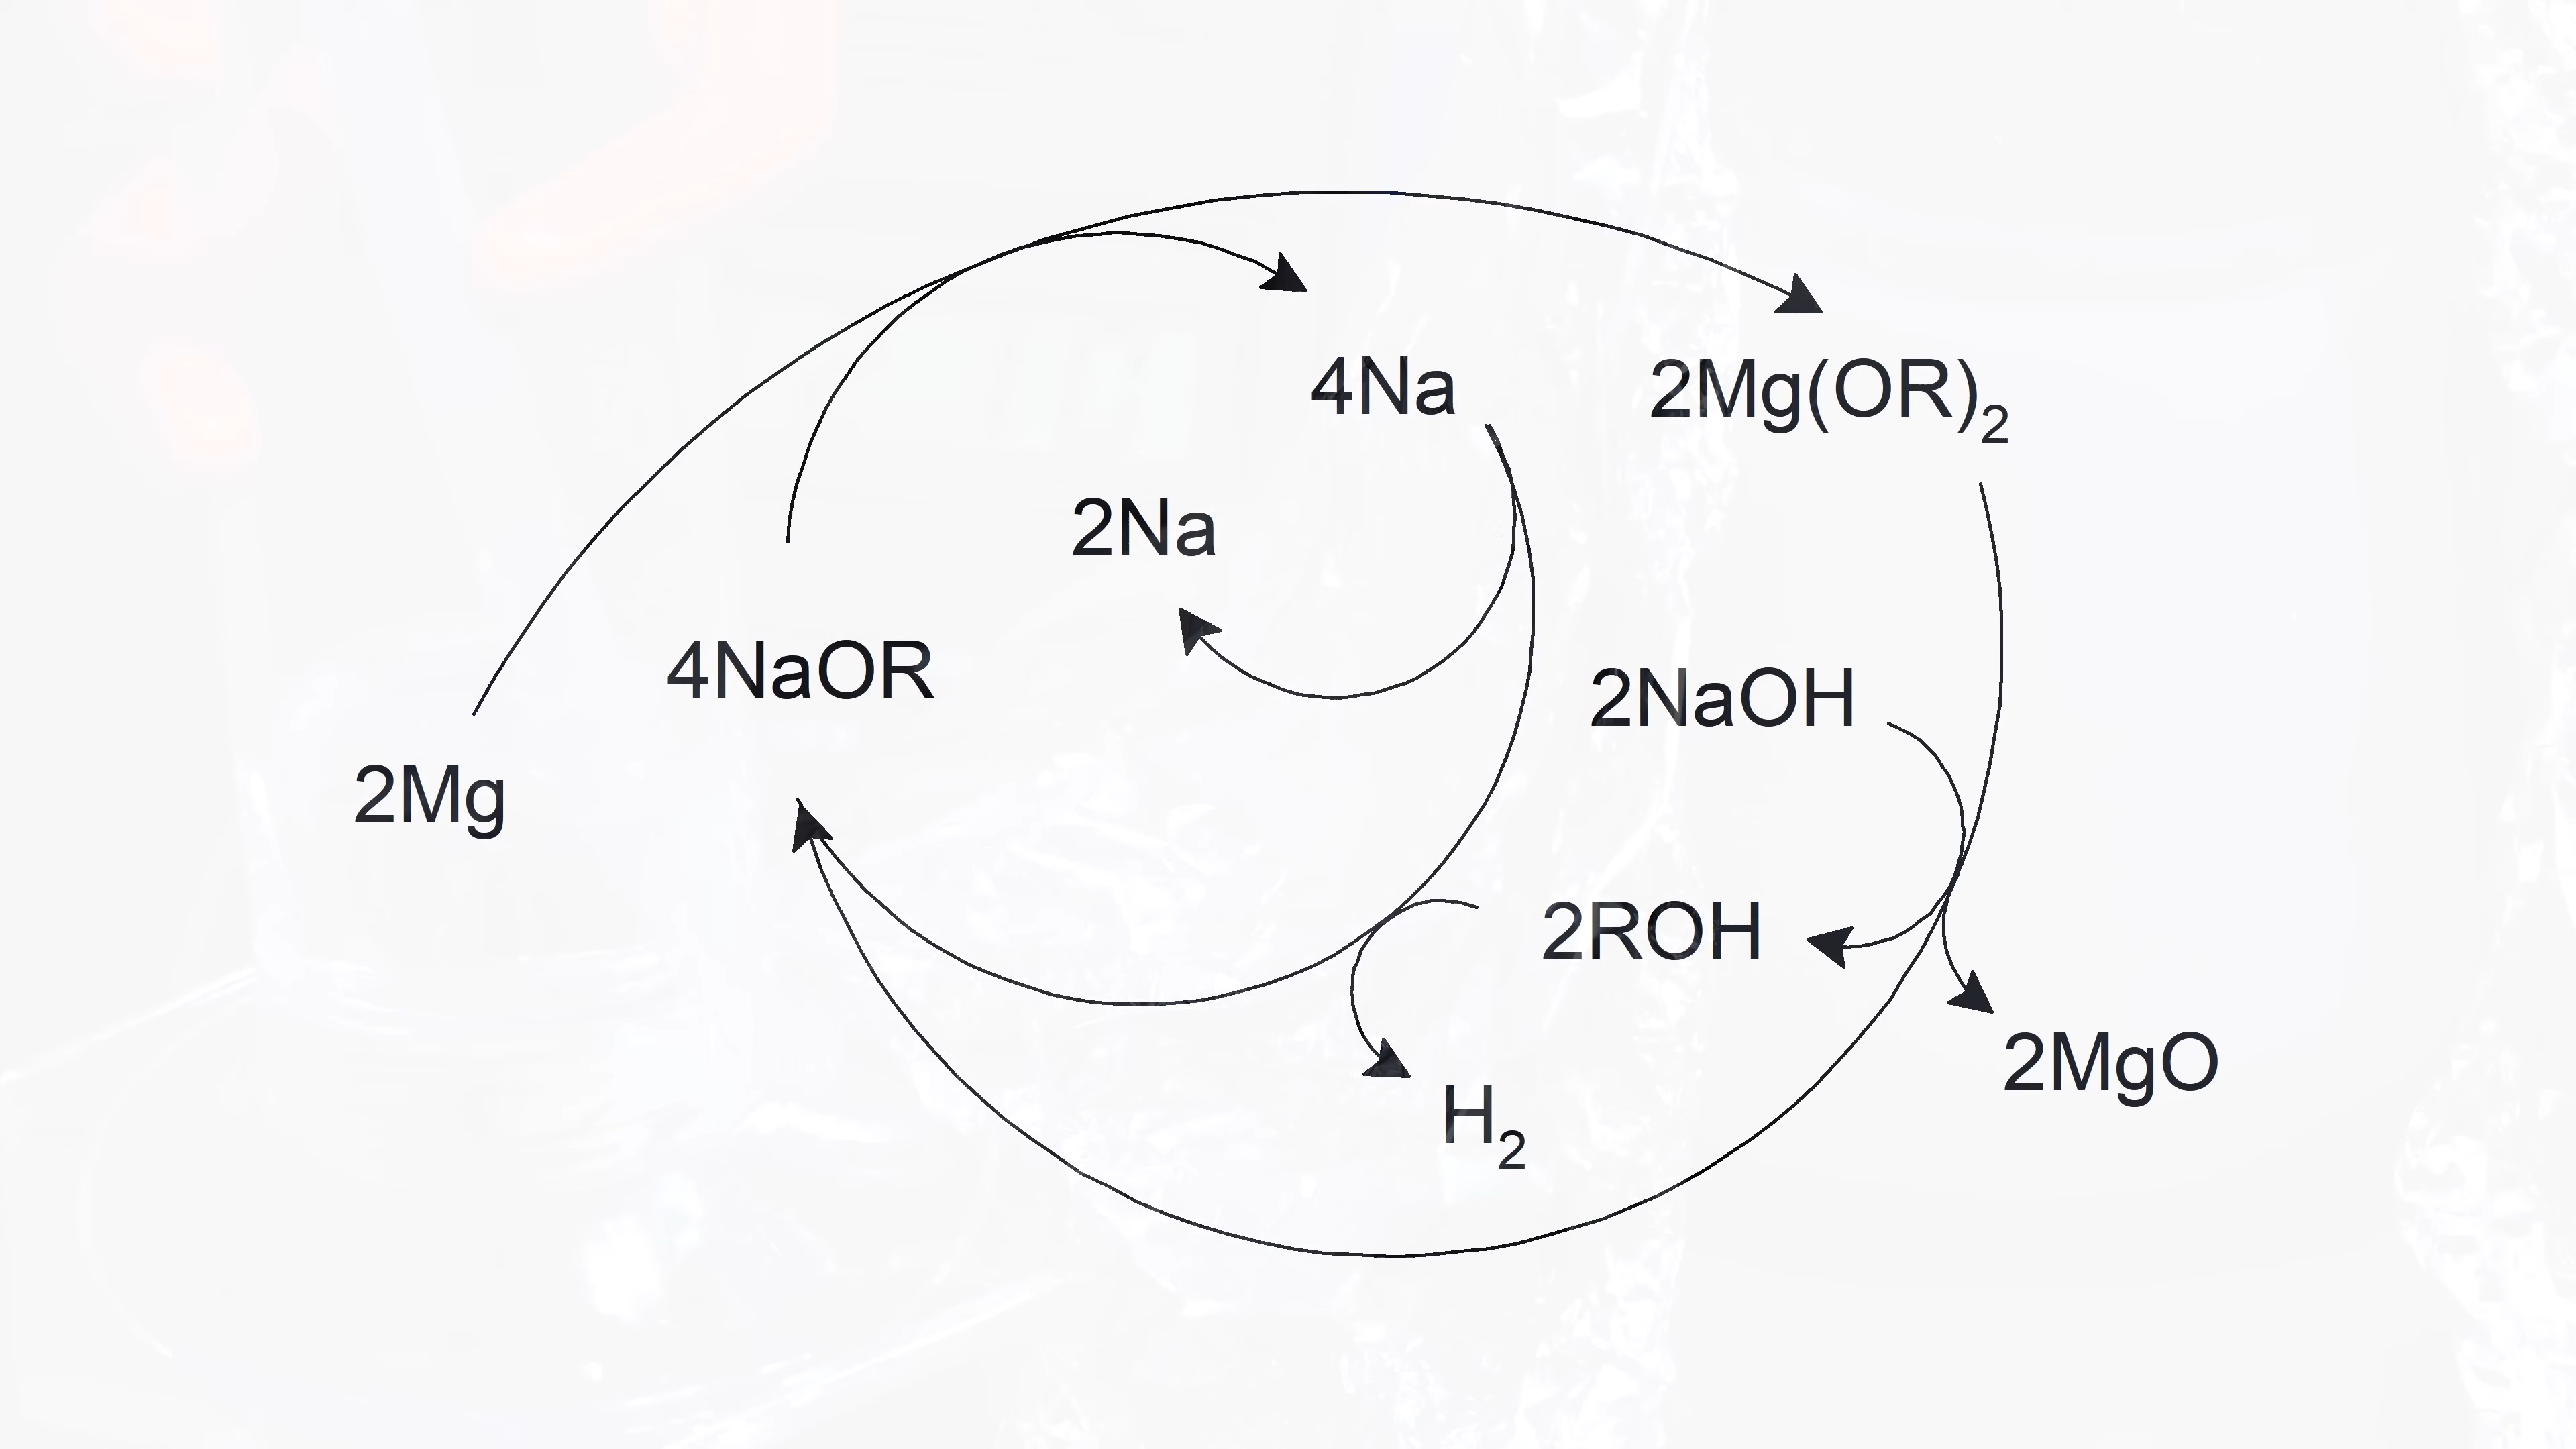 4Na
2Mg(OR)₂
2Na
4NaOR
2NaOH
2Mg
2ROH
2MgO
H₂